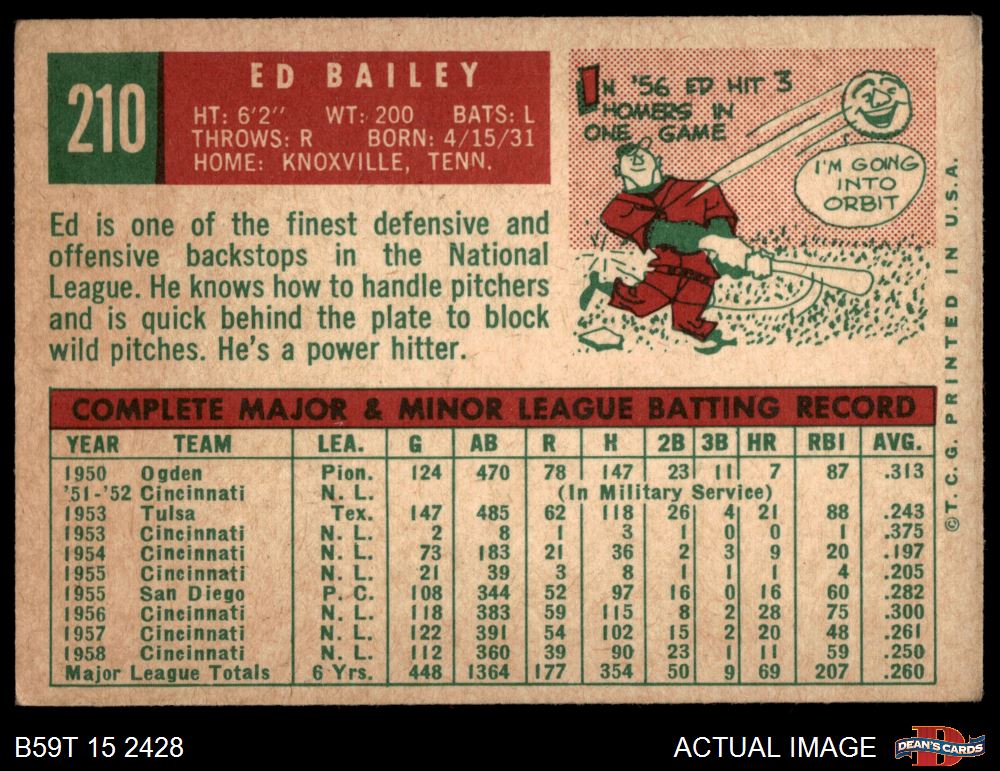 210
ED BAILEY
HT: 6'2" WT: 200 BATS: L
THROWS: R BORN: 4/15/31
HOME: KNOXVILLE, TENN.
Ed is one of the finest defensive and
offensive backstops in the National
League. He knows how to handle pitchers
and is quick behind the plate to block
wild pitches. He's a power hitter.
IN '56 ED HIT 3
HOMERS IN
ONE GAME
I'M GOING
INTO
ORBIT
COMPLETE MAJOR & MINOR LEAGUE BATTING RECORD
YEAR TEAM LEA. G AB R H 2B 3B HR RBI AVG.
1950 Ogden Pion. 124 470 78 147 23 11 7 87 .313
'51-'52 Cincinnati N. L. (In Military Service)
1953 Tulsa Tex. 147 485 62 118 26 4 21 88 .243
1953 Cincinnati N. L. 2 8 1 3 1 0 0 1 .375
1954 Cincinnati N. L. 73 183 21 36 2 3 9 20 .197
1955 Cincinnati N. L. 21 39 3 8 1 1 1 4 .205
1955 San Diego P. C. 108 344 52 97 16 0 16 60 .282
1956 Cincinnati N. L. 118 383 59 115 8 2 28 75 .300
1957 Cincinnati N. L. 122 391 54 102 15 2 20 48 .261
1958 Cincinnati N. L. 112 360 39 90 23 1 11 59 .250
Major League Totals 6 Yrs. 448 1364 177 354 50 9 69 207 .260
©T.C.G. PRINTED IN U.S.A.
B59T 15 2428
ACTUAL IMAGE
DEAN'S CARDS